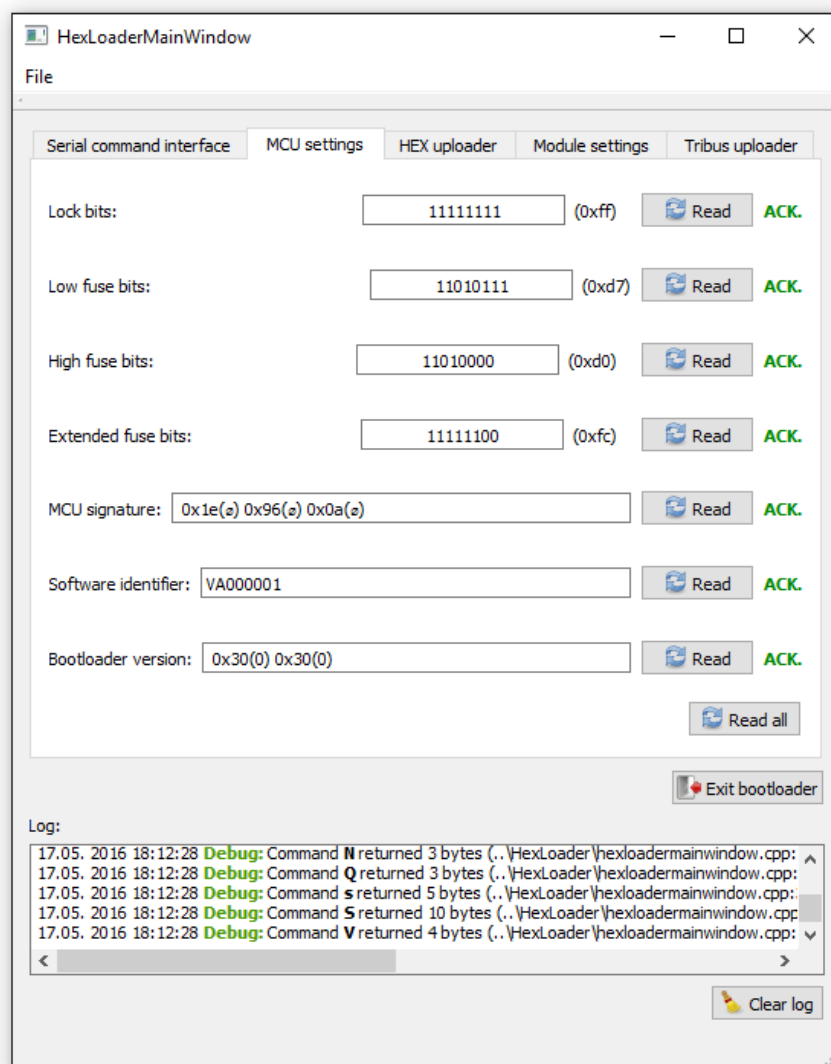 HexLoaderMainWindow
File
Serial command interface MCU settings HEX uploader Module settings Tribus uploader
Lock bits: 11111111 (0xff) Read ACK.
Low fuse bits: 11010111 (0xd7) Read ACK.
High fuse bits: 11010000 (0xd0) Read ACK.
Extended fuse bits: 11111100 (0xfc) Read ACK.
MCU signature: 0x1e(ɐ) 0x96(ɐ) 0x0a(ɐ) Read ACK.
Software identifier: VA000001 Read ACK.
Bootloader version: 0x30(0) 0x30(0) Read ACK.
Read all
Exit bootloader
Log:
17.05. 2016 18:12:28 Debug: Command N returned 3 bytes (..\HexLoader\hexloadermainwindow.cpp:
17.05. 2016 18:12:28 Debug: Command Q returned 3 bytes (..\HexLoader\hexloadermainwindow.cpp:
17.05. 2016 18:12:28 Debug: Command s returned 5 bytes (..\HexLoader\hexloadermainwindow.cpp:
17.05. 2016 18:12:28 Debug: Command S returned 10 bytes (..\HexLoader\hexloadermainwindow.cpp
17.05. 2016 18:12:28 Debug: Command V returned 4 bytes (..\HexLoader\hexloadermainwindow.cpp:
Clear log